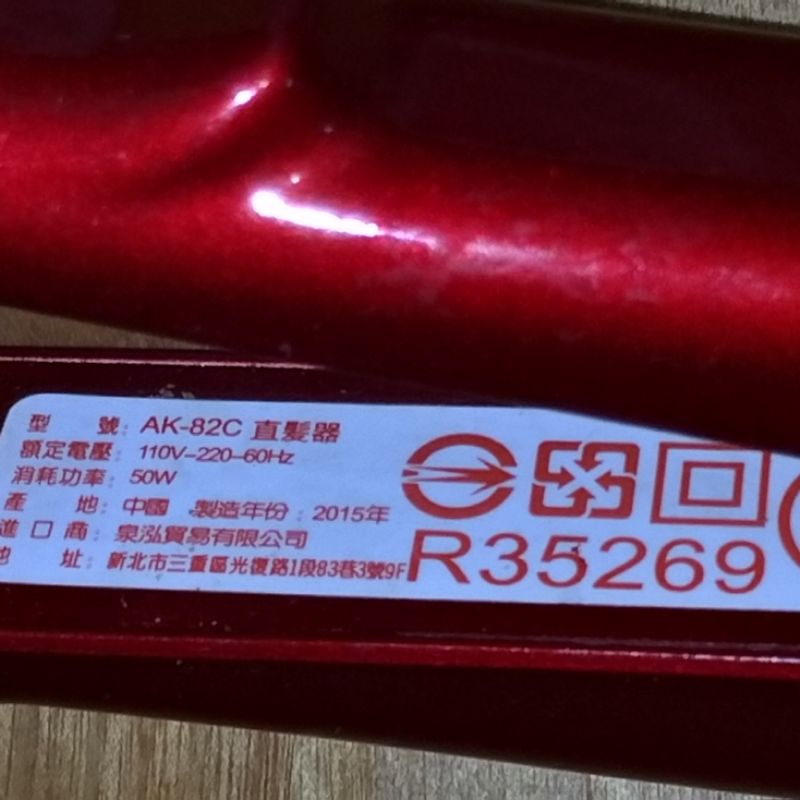 型 號: AK-82C 直髮器
額定電壓: 110V-220-60Hz
消耗功率: 50W
產 地: 中國 製造年份: 2015年
進口商: 泉泓貿易有限公司
地 址: 新北市三重區光復路1段83巷3號9F
R35269